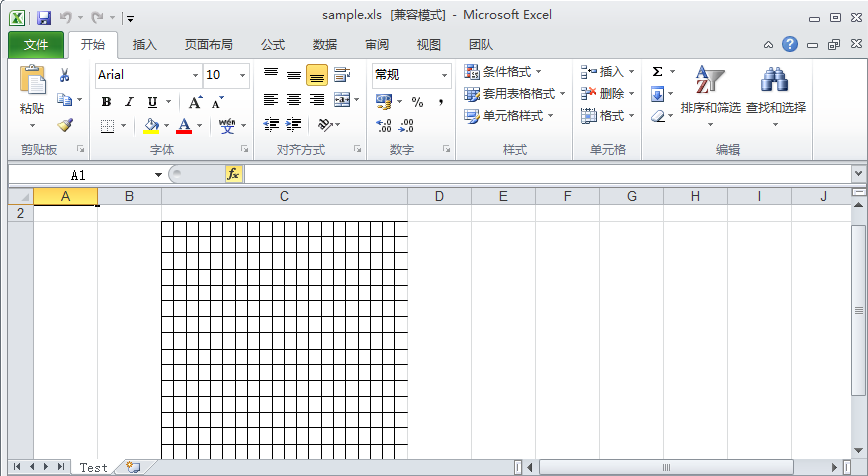 sample.xls [兼容模式] - Microsoft Excel
文件 开始 插入 页面布局 公式 数据 审阅 视图 团队
Arial 10 常规 条件格式 插入 Σ
粘贴 B I U A A 套用表格格式 删除 排序和筛选 查找和选择
A wén 文 % , .0 .00 .00 .0 单元格样式 格式
剪贴板 字体 对齐方式 数字 样式 单元格 编辑
A1 fx
A B C D E F G H I J
2
Test